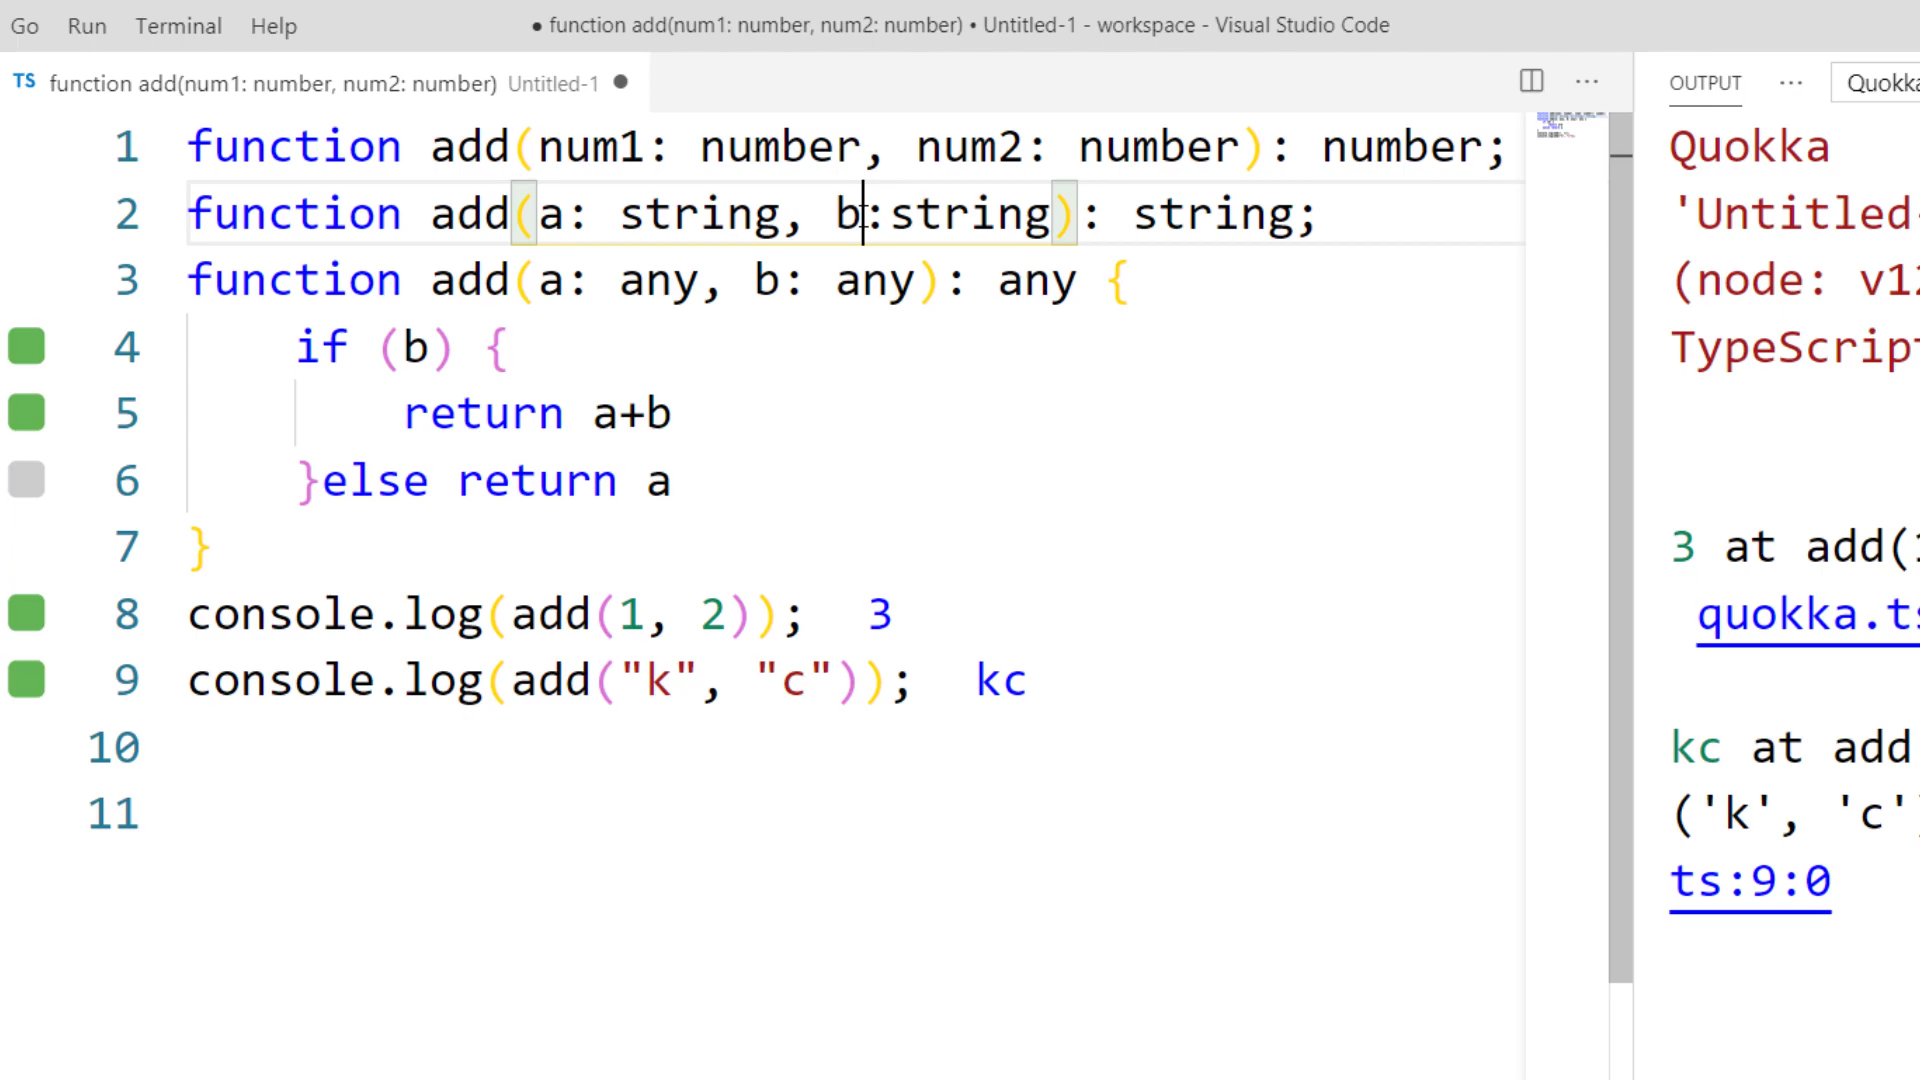 Go Run Terminal Help ● function add(num1: number, num2: number) • Untitled-1 - workspace - Visual Studio Code
TS function add(num1: number, num2: number) Untitled-1 ●
OUTPUT ··· Quokka
1 function add(num1: number, num2: number): number;
2 function add(a: string, b:string): string;
3 function add(a: any, b: any): any {
4 if (b) {
5 return a+b
6 }else return a
7 }
8 console.log(add(1, 2)); 3
9 console.log(add("k", "c")); kc
10
11
Quokka
'Untitled-
(node: v12
TypeScript
3 at add(1
quokka.ts
kc at add
('k', 'c')
ts:9:0